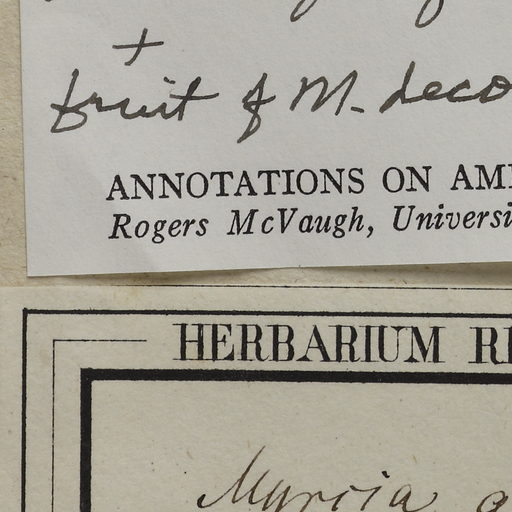 +
fruit of M. deco
ANNOTATIONS ON AM
Rogers McVaugh, Universi
HERBARIUM R
Myrcia